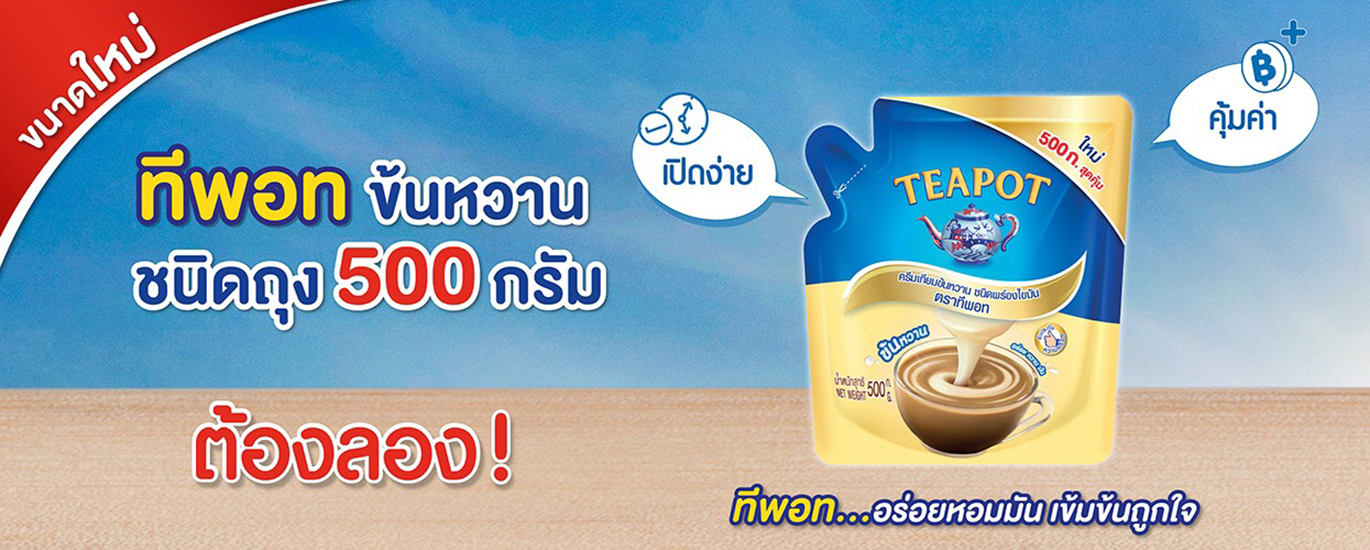 ขนาดใหม่
ทีพอท ข้นหวาน
ชนิดถุง 500 กรัม
ต้องลอง !
เปิดง่าย
คุ้มค่า
ใหม่
500 ก. สุดคุ้ม
TEAPOT
ครีมเทียมข้นหวาน ชนิดพร่องไขมัน
ตราทีพอท
ข้นหวาน
น้ำหนักสุทธิ 500 ก.
NET WEIGHT G.
ทีพอท...อร่อยหอมมัน เข้มข้นถูกใจ